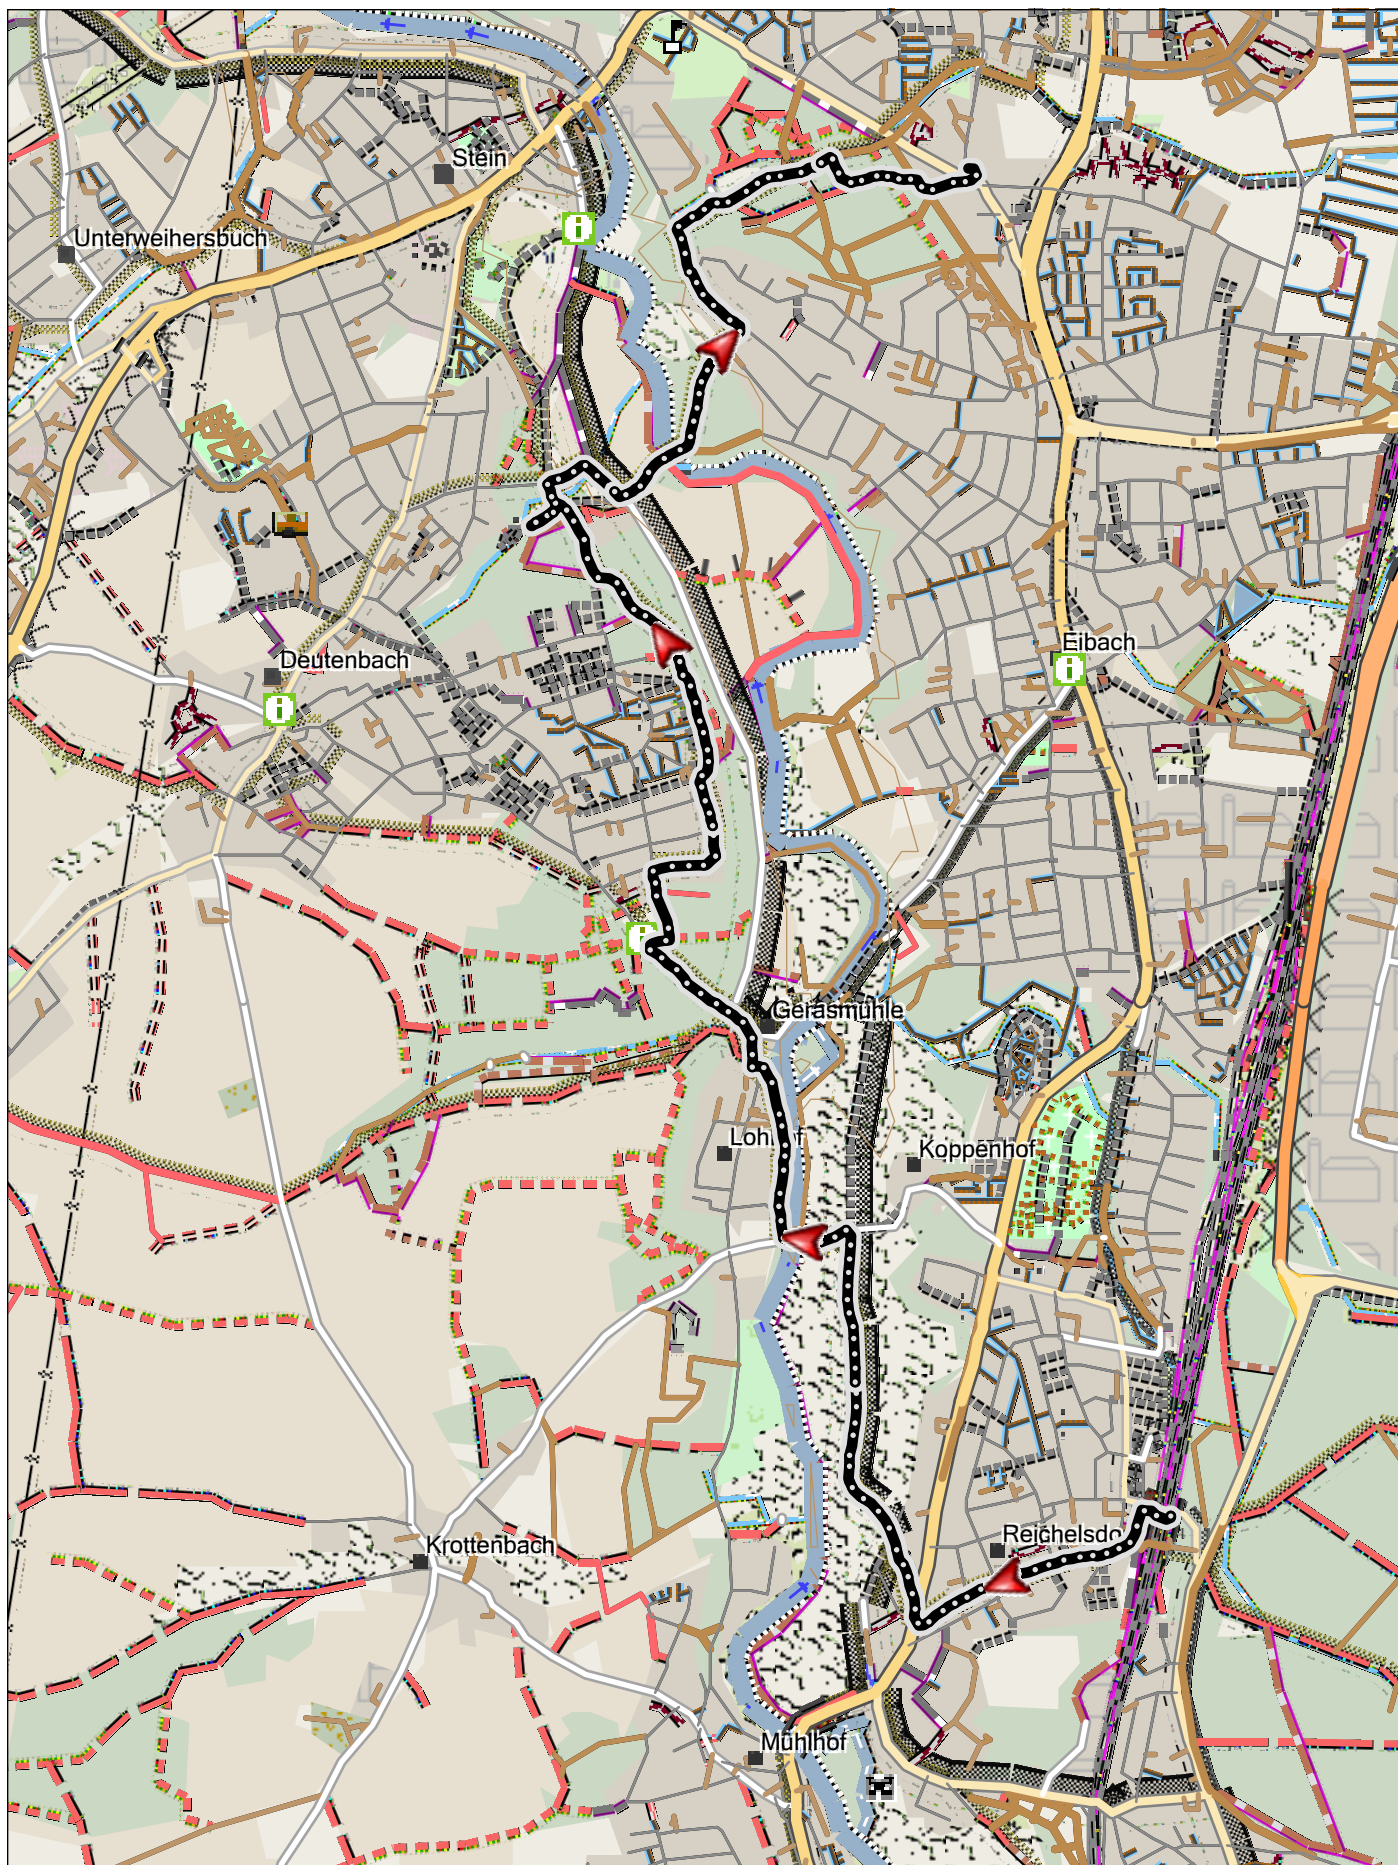 Stein
Unterweihersbuch
Eibach
Deutenbach
Gerasmühle
Koppenhof
Krottenbach
Mühlhof